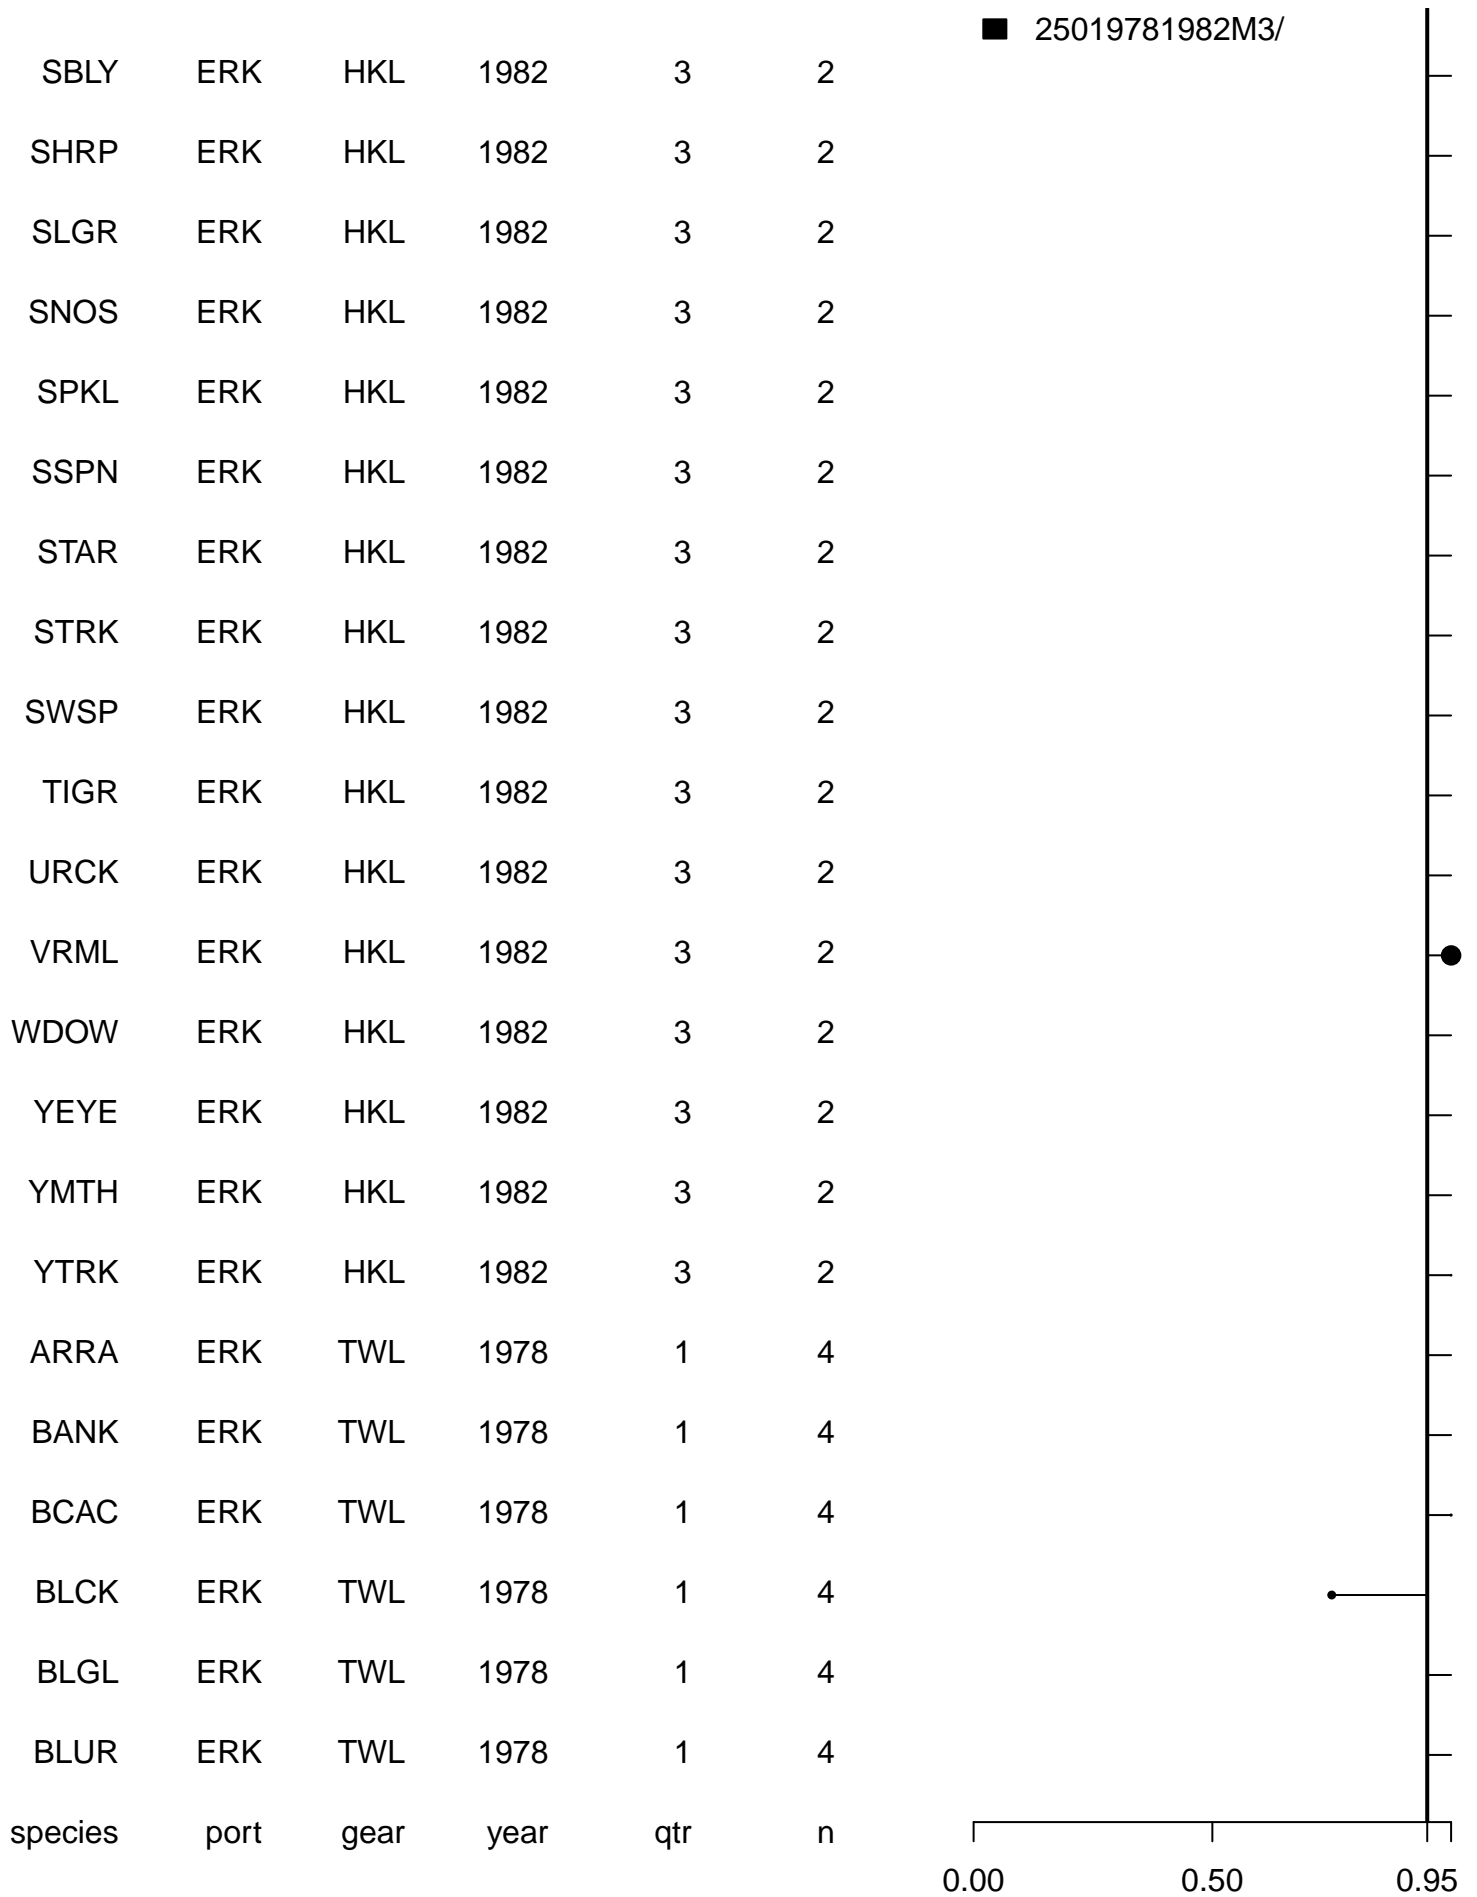 25019781982M3/
SBLY ERK HKL 1982 3 2
SHRP ERK HKL 1982 3 2
SLGR ERK HKL 1982 3 2
SNOS ERK HKL 1982 3 2
SPKL ERK HKL 1982 3 2
SSPN ERK HKL 1982 3 2
STAR ERK HKL 1982 3 2
STRK ERK HKL 1982 3 2
SWSP ERK HKL 1982 3 2
TIGR ERK HKL 1982 3 2
URCK ERK HKL 1982 3 2
VRML ERK HKL 1982 3 2
WDOW ERK HKL 1982 3 2
YEYE ERK HKL 1982 3 2
YMTH ERK HKL 1982 3 2
YTRK ERK HKL 1982 3 2
ARRA ERK TWL 1978 1 4
BANK ERK TWL 1978 1 4
BCAC ERK TWL 1978 1 4
BLCK ERK TWL 1978 1 4
BLGL ERK TWL 1978 1 4
BLUR ERK TWL 1978 1 4
species port gear year qtr n
0.00 0.50 0.95